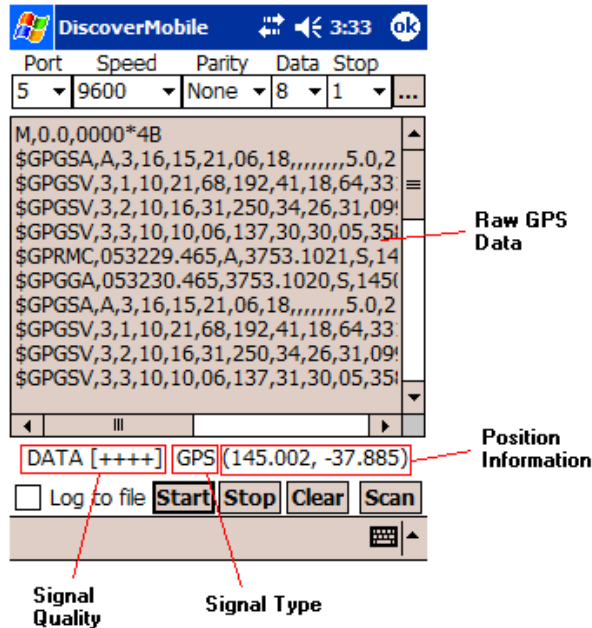 DiscoverMobile 3:33 ok
Port Speed Parity Data Stop
5 9600 None 8 1 ...
M,0.0,0000*4B
$GPGSA,A,3,16,15,21,06,18,,,,,,,,5.0,2
$GPGSV,3,1,10,21,68,192,41,18,64,33
$GPGSV,3,2,10,16,31,250,34,26,31,09
$GPGSV,3,3,10,10,06,137,30,30,05,35
$GPRMC,053229.465,A,3753.1021,S,14
$GPGGA,053230.465,3753.1020,S,145
$GPGSA,A,3,16,15,21,06,18,,,,,,,,5.0,2
$GPGSV,3,1,10,21,68,192,41,18,64,33
$GPGSV,3,2,10,16,31,250,34,26,31,09
$GPGSV,3,3,10,10,06,137,31,30,05,35
Raw GPS
Data
DATA [++++] GPS (145.002, -37.885)
Position
Information
Log to file Start Stop Clear Scan
Signal
Quality
Signal Type